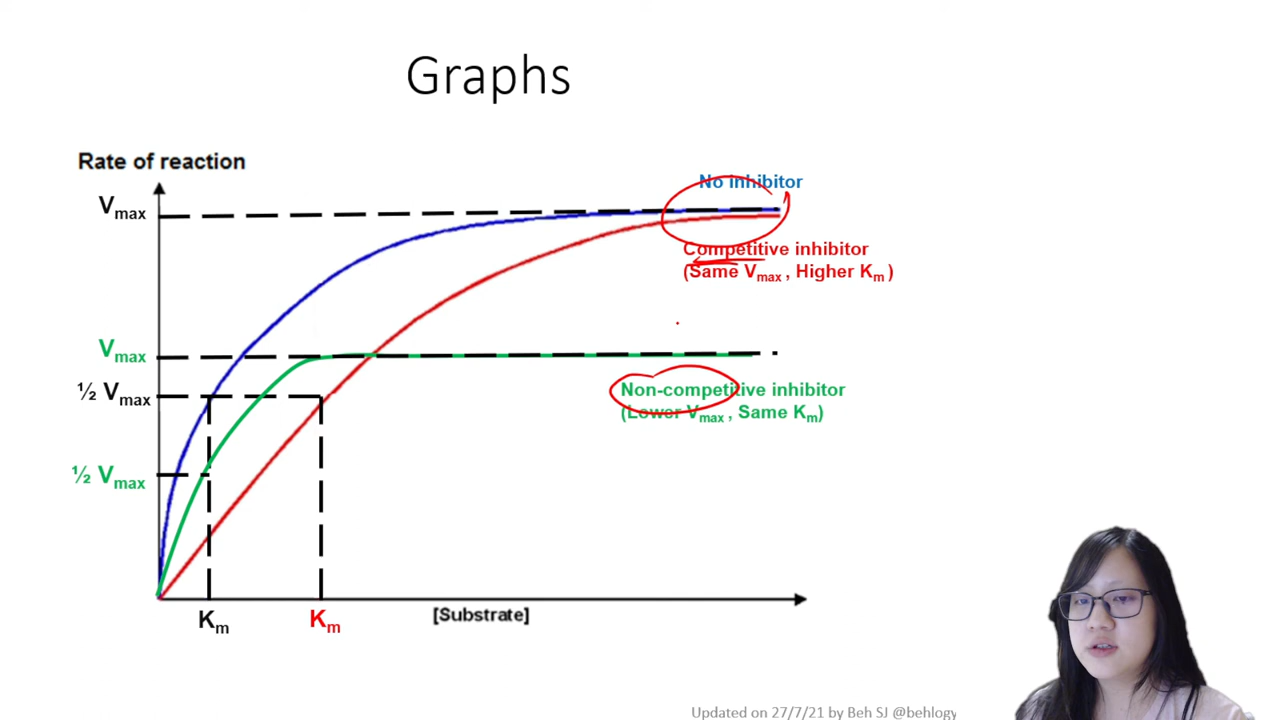 Graphs
Rate of reaction
No inhibitor
Vmax
Competitive inhibitor
(Same Vmax , Higher Km )
Vmax
½ Vmax
Non-competitive inhibitor
(Lower Vmax , Same Km)
½ Vmax
Km
Km
[Substrate]
Updated on 27/7/21 by Beh SJ @behlogy